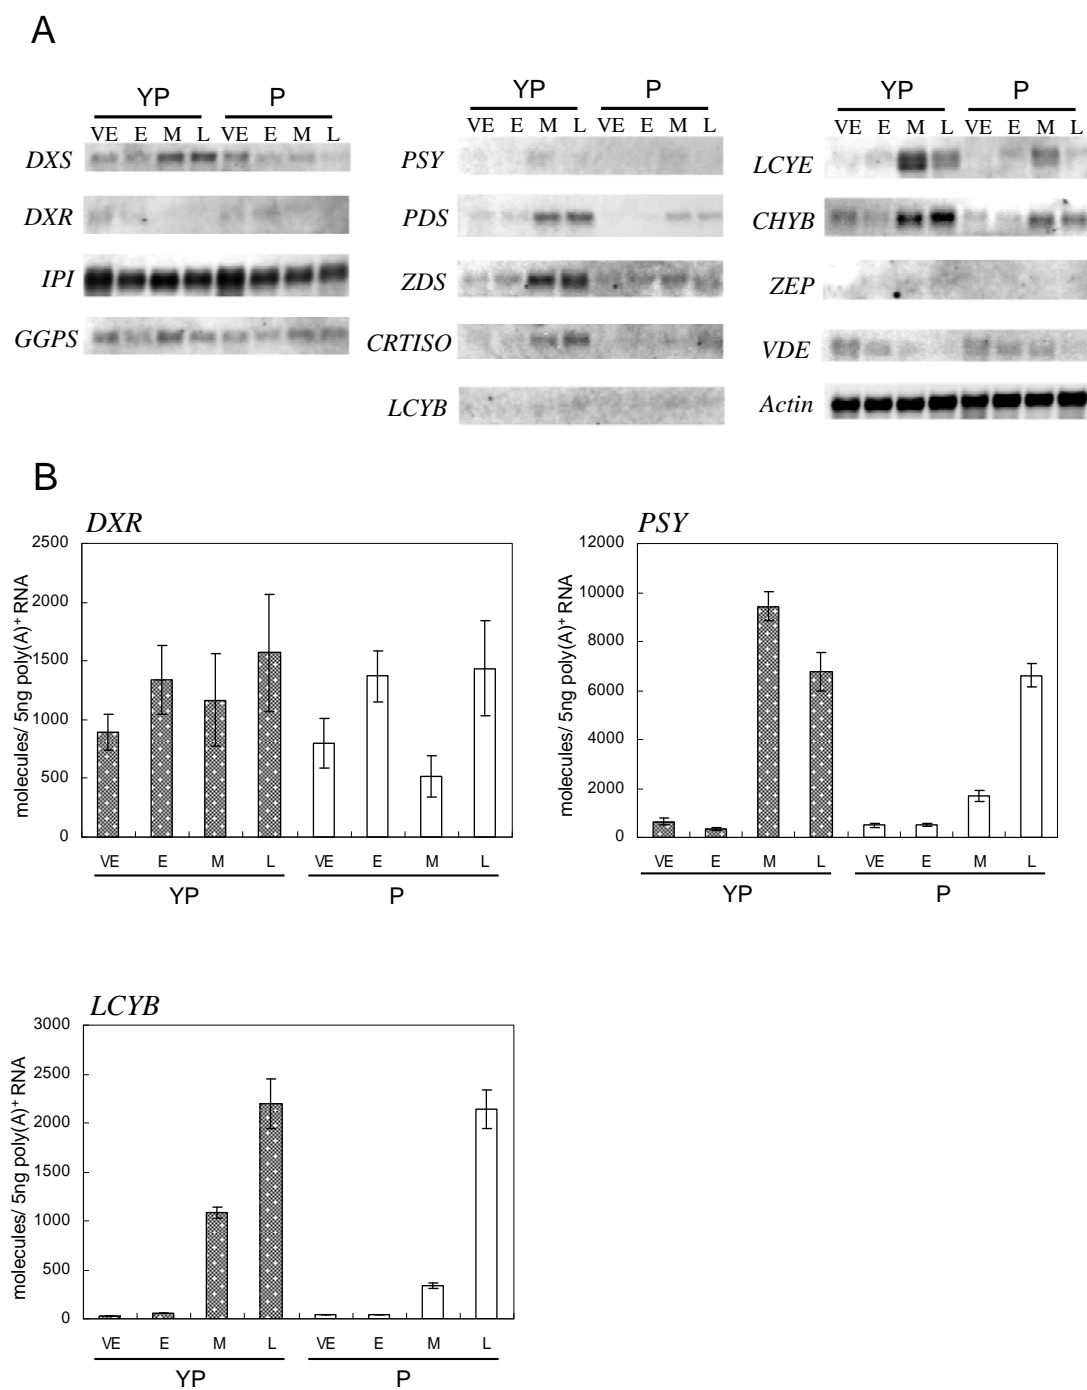 A
YP P
VE E M L VE E M L
DXS
DXR
IPI
GGPS
YP P
VE E M L VE E M L
PSY
PDS
ZDS
CRTISO
LCYB
YP P
VE E M L VE E M L
LCYE
CHYB
ZEP
VDE
Actin
B
DXR
molecules/ 5ng poly(A)+ RNA
2500
2000
1500
1000
500
0
VE E M L VE E M L
YP P
PSY
molecules/ 5ng poly(A)+ RNA
12000
10000
8000
6000
4000
2000
0
VE E M L VE E M L
YP P
LCYB
molecules/ 5ng poly(A)+ RNA
3000
2500
2000
1500
1000
500
0
VE E M L VE E M L
YP P